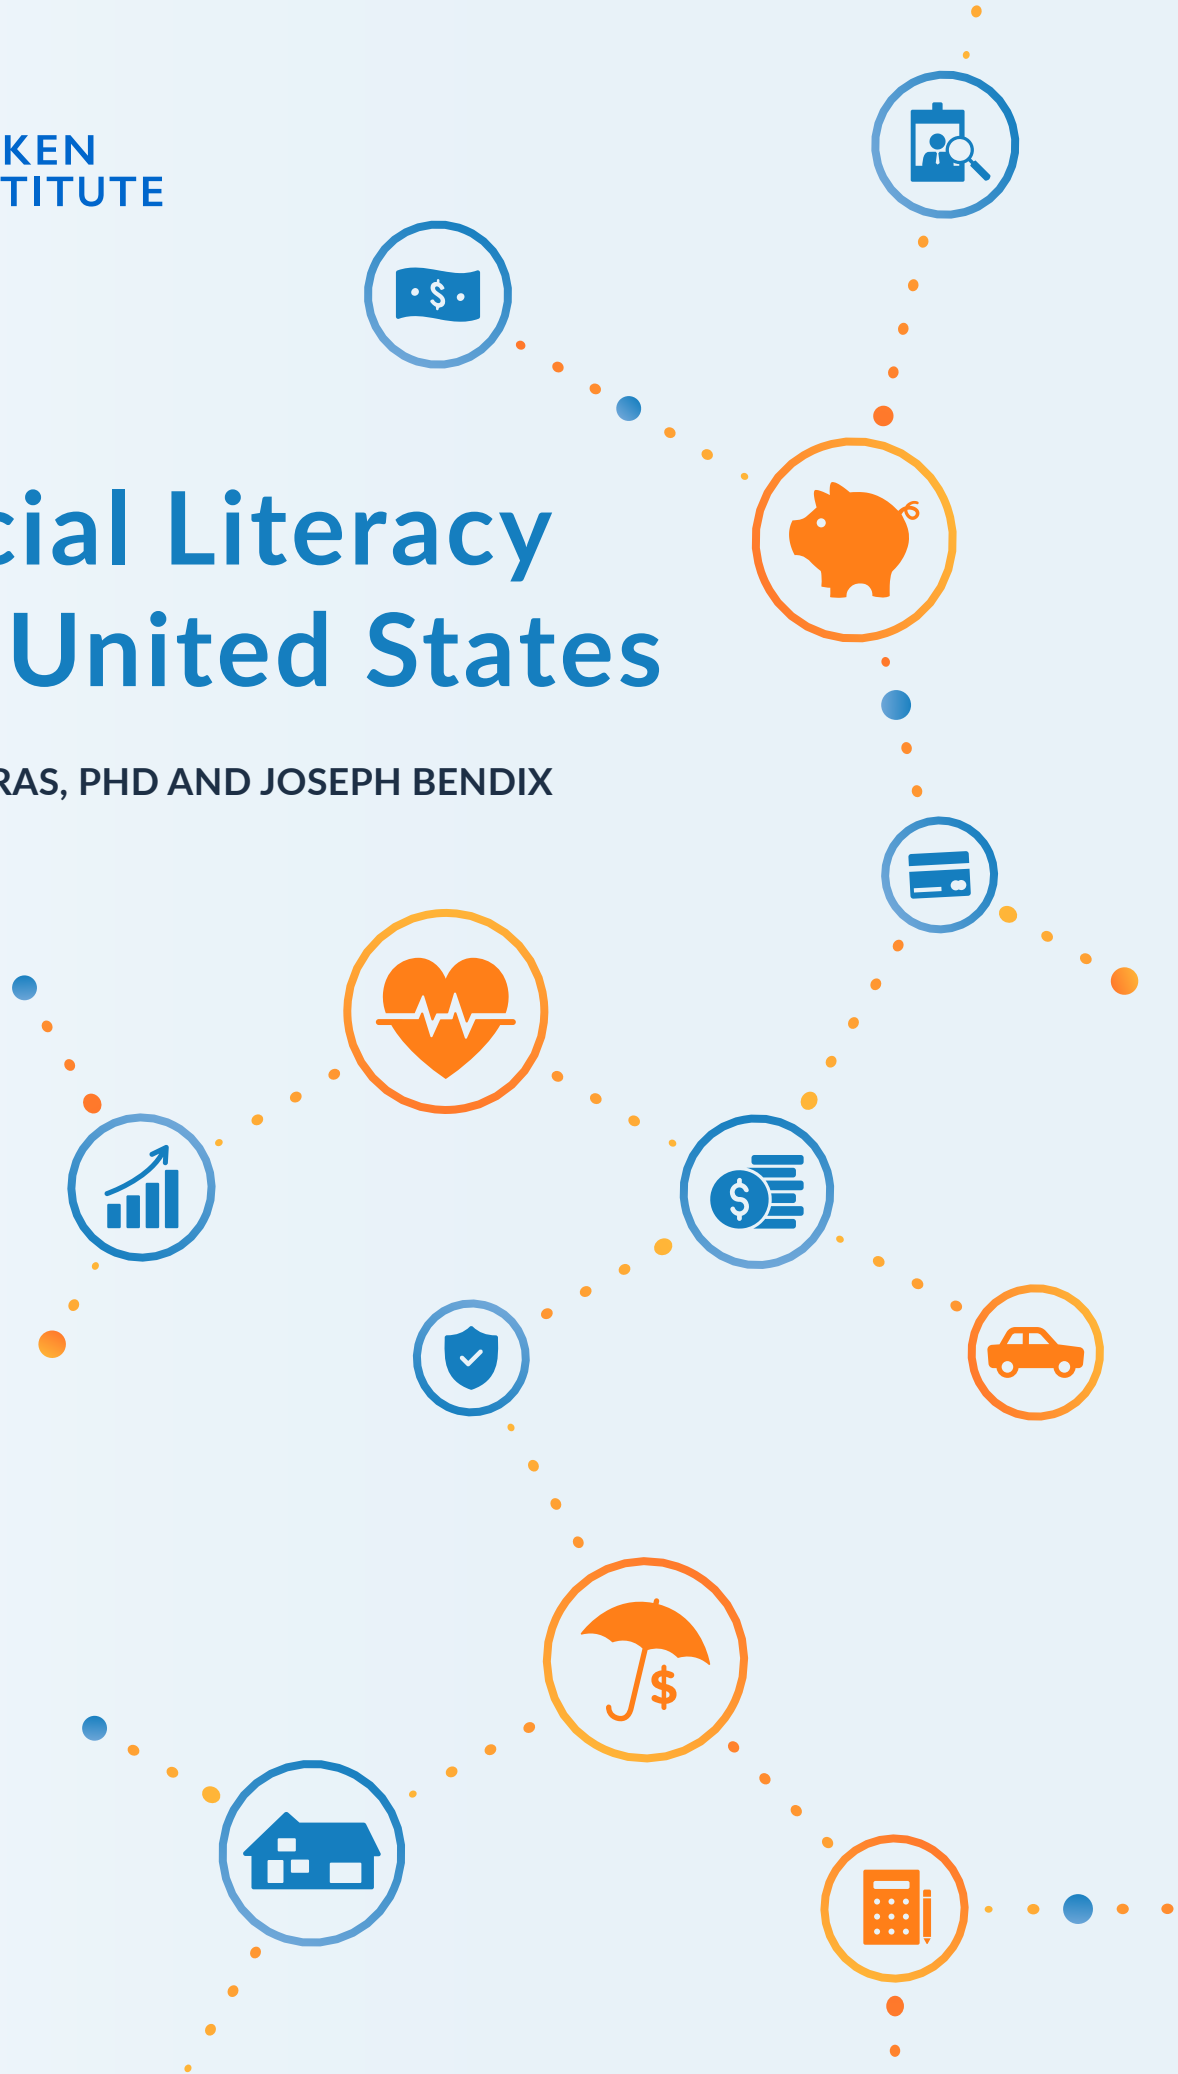 KEN
TITUTE
cial Literacy
United States
RAS, PHD AND JOSEPH BENDIX
$
$
$